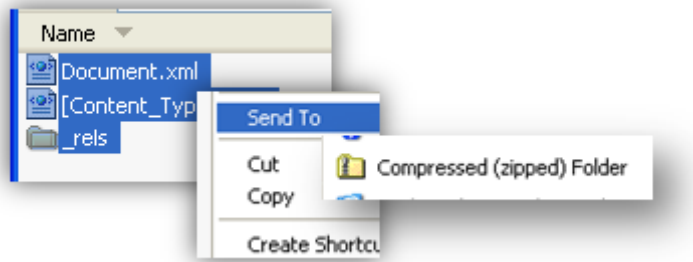 Name
Document.xml
[Content_Typ
_rels
Send To
Cut
Compressed (zipped) Folder
Copy
Create Shortcu